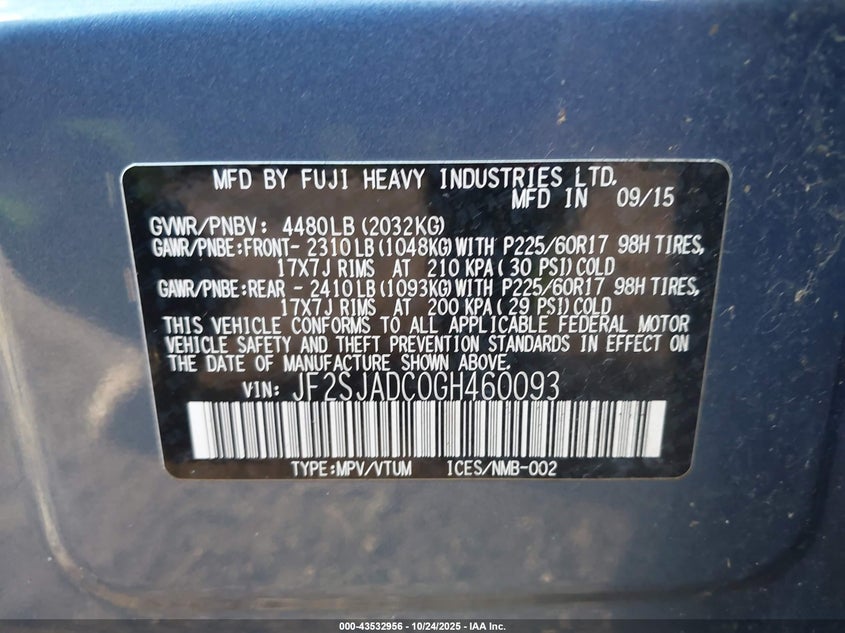 MFD BY FUJI HEAVY INDUSTRIES LTD.
MFD IN 09/15
GVWR/PNBV: 4480LB (2032KG)
GAWR/PNBE:FRONT- 2310LB (1048KG) WITH P225/60R17 98H TIRES,
17X7J RIMS AT 210 KPA ( 30 PSI) COLD
GAWR/PNBE:REAR - 2410LB (1093KG) WITH P225/60R17 98H TIRES,
17X7J RIMS AT 200 KPA ( 29 PSI) COLD
THIS VEHICLE CONFORMS TO ALL APPLICABLE FEDERAL MOTOR
VEHICLE SAFETY AND THEFT PREVENTION STANDARDS IN EFFECT ON
THE DATE OF MANUFACTURE SHOWN ABOVE.
VIN: JF2SJADC0GH460093
TYPE:MPV/VTUM ICES/NMB-002
000-43532956 - 10/24/2025 - IAA Inc.